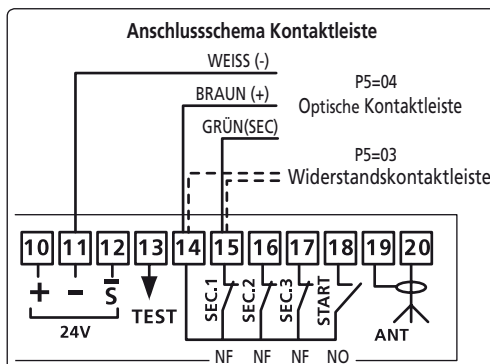 Anschlussschema Kontaktleiste
WEISS (-)
BRAUN (+)
GRÜN(SEC)
P5=04
Optische Kontaktleiste
P5=03
Widerstandskontaktleiste
10 11 12 13 14 15 16 17 18 19 20
+ - S
24V
TEST
SEC.1
SEC.2
SEC.3
START
ANT
NF NF NF NO